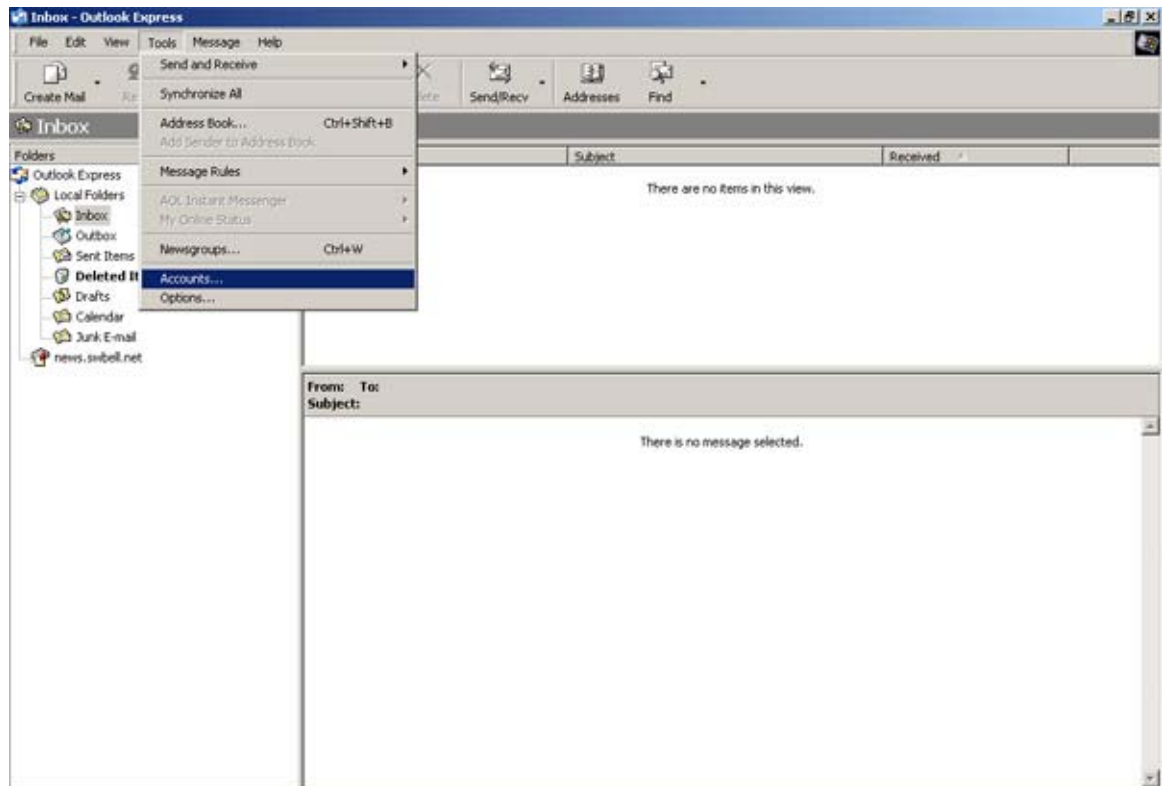 Inbox - Outlook Express
File Edit View Tools Message Help
Create Mail Send/Recv Addresses Find
Send and Receive
Synchronize All
Address Book... Ctrl+Shift+B
Add Sender to Address Book
Message Rules
AOL Instant Messenger
My Online Status
Newsgroups... Ctrl+W
Accounts...
Options...
Inbox
Folders
Outlook Express
Local Folders
Inbox
Outbox
Sent Items
Deleted It
Drafts
Calendar
Junk E-mail
news.swbell.net
Subject Received
There are no items in this view.
From: To:
Subject:
There is no message selected.